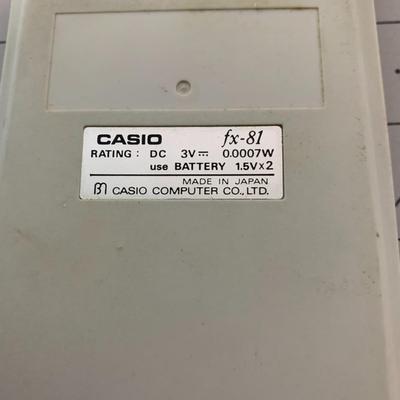 CASIO fx-81
RATING : DC 3V⎓ 0.0007W
use BATTERY 1.5V×2
MADE IN JAPAN
CASIO COMPUTER CO.,LTD.